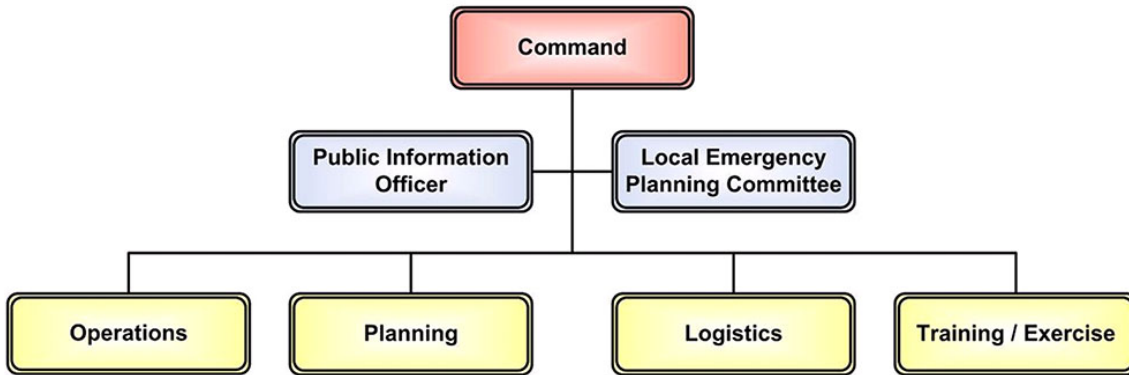 Command
Public Information
Officer
Local Emergency
Planning Committee
Operations
Planning
Logistics
Training / Exercise